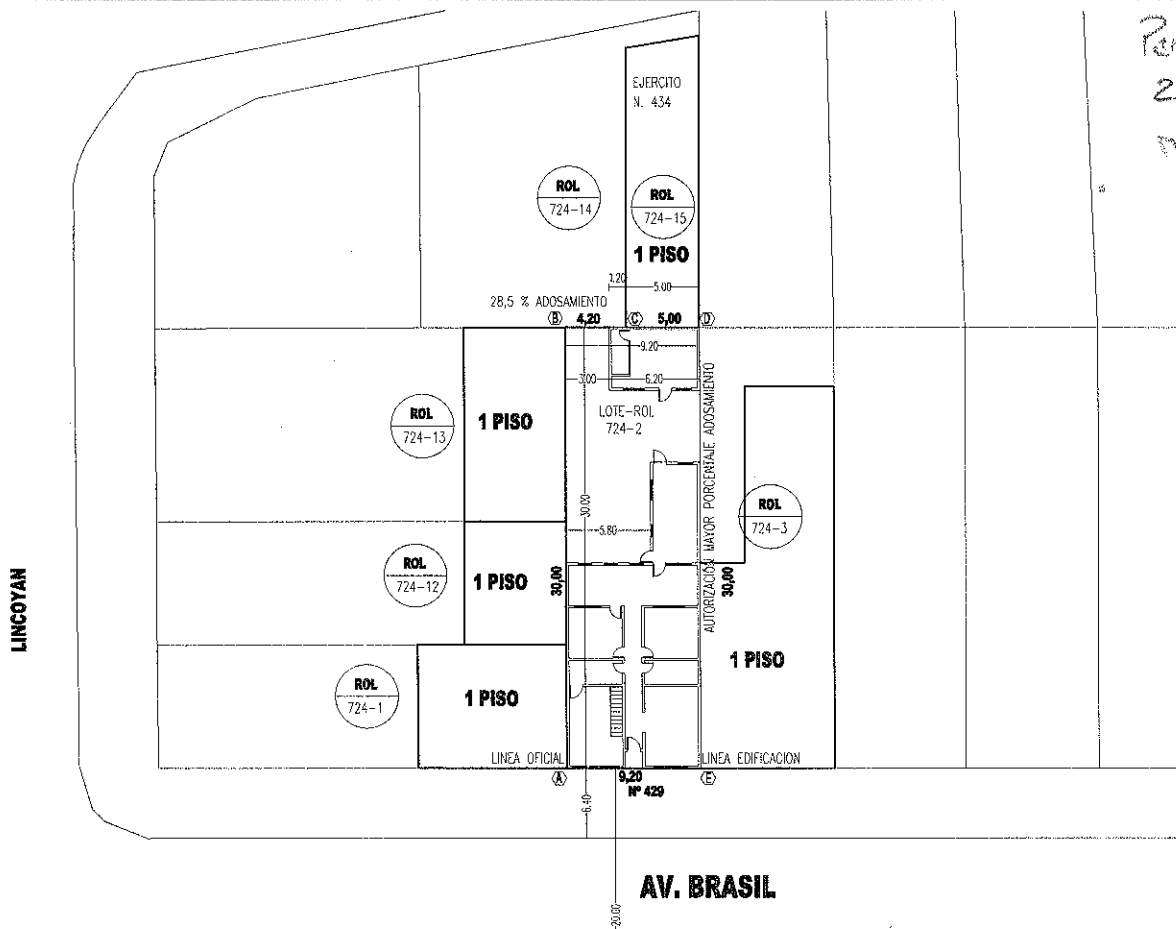 EJERCITO
N. 434
ROL
724-14
ROL
724-15
1 PISO
1.20
5.00
28,5 % ADOSAMIENTO
B
4,20
C
5,00
D
9.20
3.00
6.20
LOTE-ROL
724-2
ROL
724-13
1 PISO
AUTORIZACION MAYOR PORCENTAJE ADOSAMIENTO
ROL
724-3
30.00
5.80
ROL
724-12
1 PISO
30,00
30,00
LINCOYAN
1 PISO
ROL
724-1
1 PISO
LINEA OFICIAL
LINEA EDIFICACION
A
9,20
E
Nº 429
6.40
AV. BRASIL
20.00